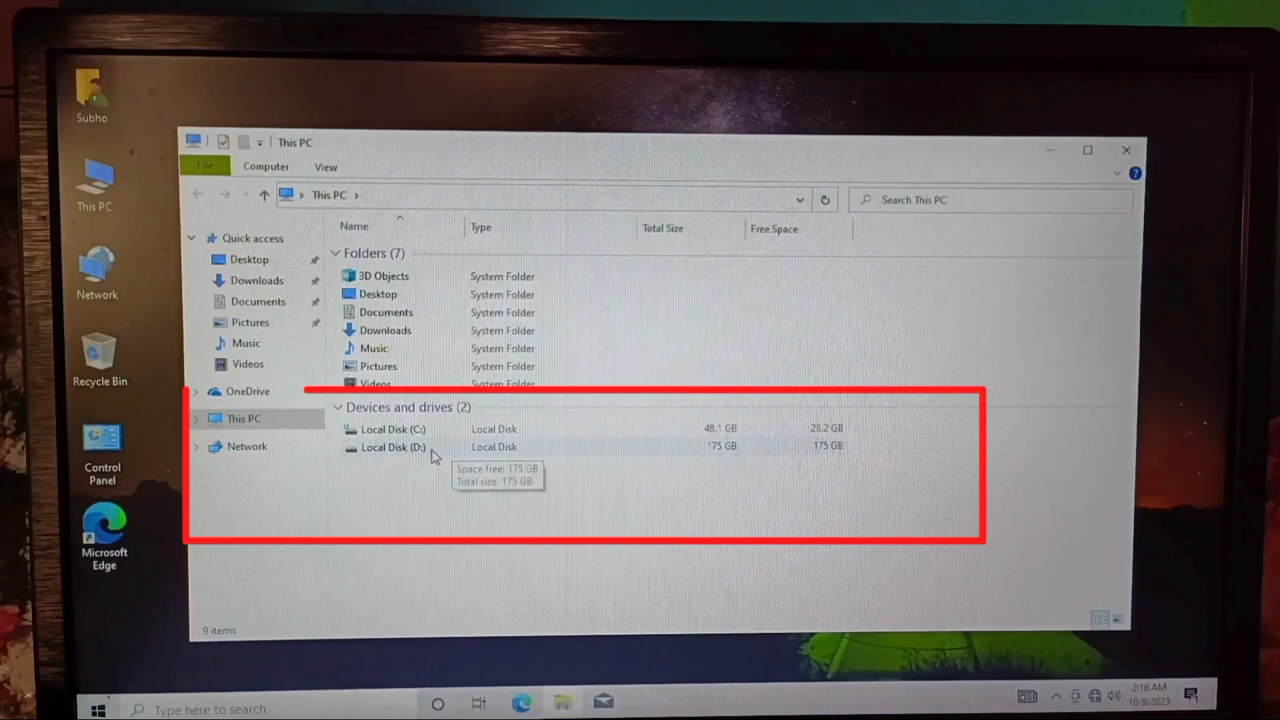 Subho
This PC
Network
Recycle Bin
Control
Panel
Microsoft
Edge
This PC
File Computer View
This PC
Search This PC
Name Type Total Size Free Space
Quick access
Desktop
Downloads
Documents
Pictures
Music
Videos
OneDrive
This PC
Network
Folders (7)
3D Objects System Folder
Desktop System Folder
Documents System Folder
Downloads System Folder
Music System Folder
Pictures System Folder
Videos System Folder
Devices and drives (2)
Local Disk (C:) Local Disk 48.1 GB 28.2 GB
Local Disk (D:) Local Disk 175 GB 175 GB
Space free: 175 GB
Total size: 175 GB
9 items
Type here to search
2:16 AM
10/8/2023